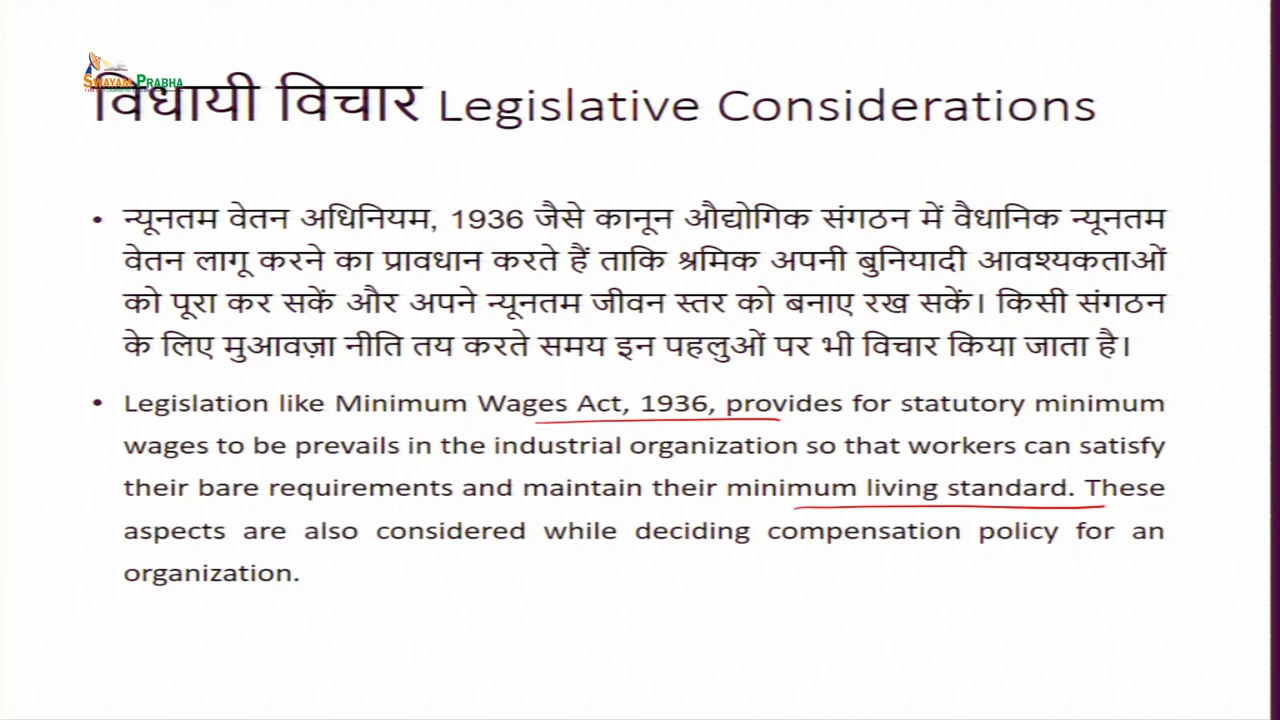 SWAYAM PRABHA
विधायी विचार Legislative Considerations
• न्यूनतम वेतन अधिनियम, 1936 जैसे कानून औद्योगिक संगठन में वैधानिक न्यूनतम
वेतन लागू करने का प्रावधान करते हैं ताकि श्रमिक अपनी बुनियादी आवश्यकताओं
को पूरा कर सकें और अपने न्यूनतम जीवन स्तर को बनाए रख सकें। किसी संगठन
के लिए मुआवज़ा नीति तय करते समय इन पहलुओं पर भी विचार किया जाता है।
• Legislation like Minimum Wages Act, 1936, provides for statutory minimum
wages to be prevails in the industrial organization so that workers can satisfy
their bare requirements and maintain their minimum living standard. These
aspects are also considered while deciding compensation policy for an
organization.